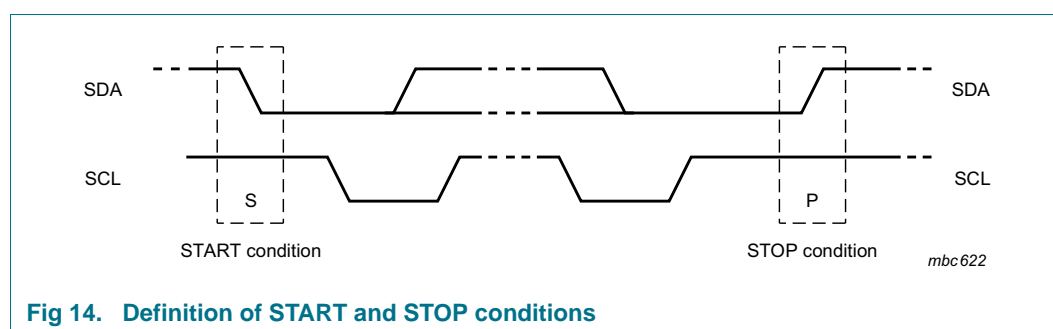 SDA
SDA
SCL
SCL
S
P
START condition
STOP condition
mbc622
Fig 14. Definition of START and STOP conditions